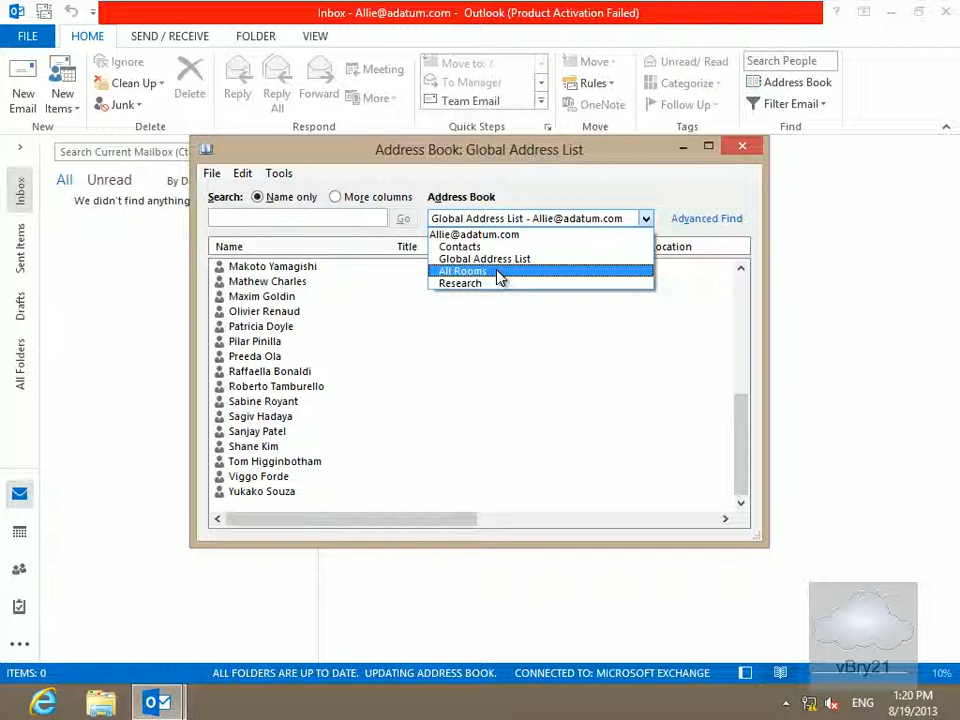 Inbox - Allie@adatum.com - Outlook (Product Activation Failed)
FILE HOME SEND / RECEIVE FOLDER VIEW
Ignore
Clean Up
Junk
New Email
New Items
Delete
Reply
Reply All
Forward
Meeting
More
Move to: /
To Manager
Team Email
Move
Rules
OneNote
Unread/ Read
Categorize
Follow Up
Search People
Address Book
Filter Email
New Delete Respond Quick Steps Move Tags Find
Search Current Mailbox (Ct
All Unread By Da
We didn't find anything
Inbox
Sent Items
Drafts
All Folders
Address Book: Global Address List
File Edit Tools
Search: Name only More columns Address Book
Go
Global Address List - Allie@adatum.com
Advanced Find
Allie@adatum.com
Contacts
Global Address List
All Rooms
Research
Name Title ocation
Makoto Yamagishi
Mathew Charles
Maxim Goldin
Olivier Renaud
Patricia Doyle
Pilar Pinilla
Preeda Ola
Raffaella Bonaldi
Roberto Tamburello
Sabine Royant
Sagiv Hadaya
Sanjay Patel
Shane Kim
Tom Higginbotham
Viggo Forde
Yukako Souza
vBry21
ITEMS: 0 ALL FOLDERS ARE UP TO DATE. UPDATING ADDRESS BOOK. CONNECTED TO: MICROSOFT EXCHANGE 10%
ENG
1:20 PM
8/19/2013